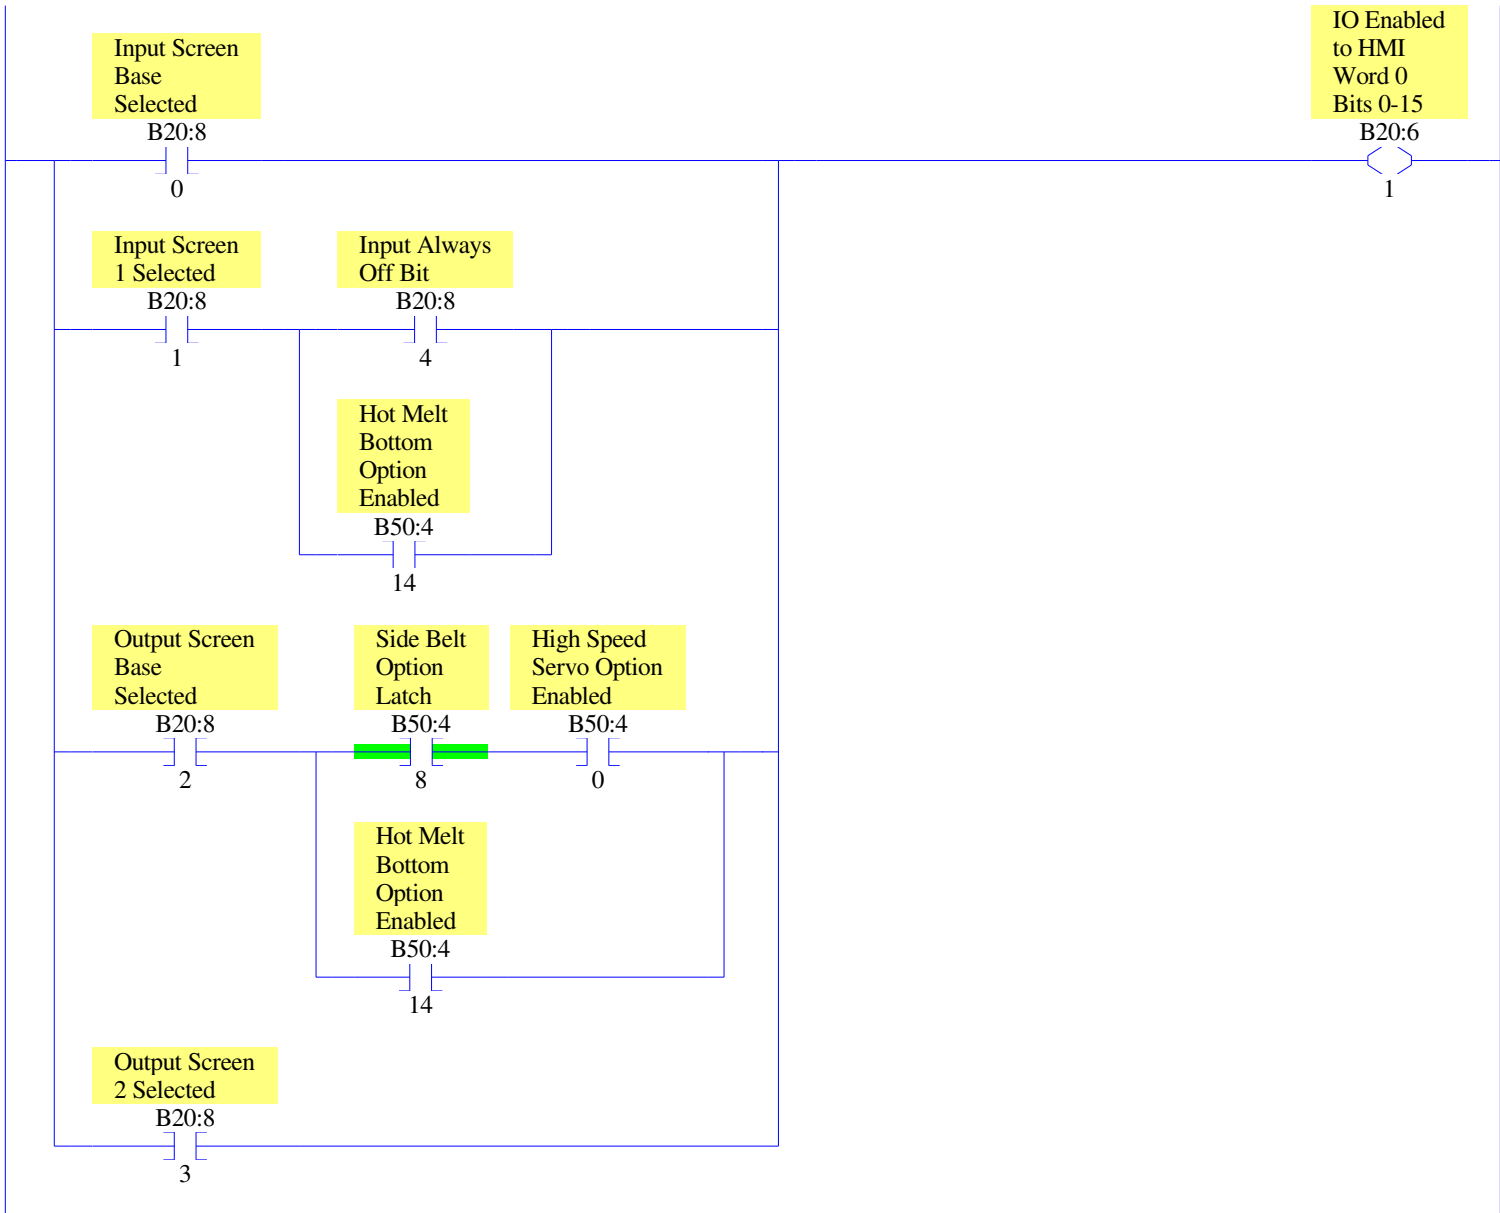 IO Enabled
to HMI
Word 0
Bits 0-15
B20:6
1
Input Screen
Base
Selected
B20:8
0
Input Screen
1 Selected
B20:8
1
Input Always
Off Bit
B20:8
4
Hot Melt
Bottom
Option
Enabled
B50:4
14
Output Screen
Base
Selected
B20:8
2
Side Belt
Option
Latch
B50:4
8
High Speed
Servo Option
Enabled
B50:4
0
Hot Melt
Bottom
Option
Enabled
B50:4
14
Output Screen
2 Selected
B20:8
3